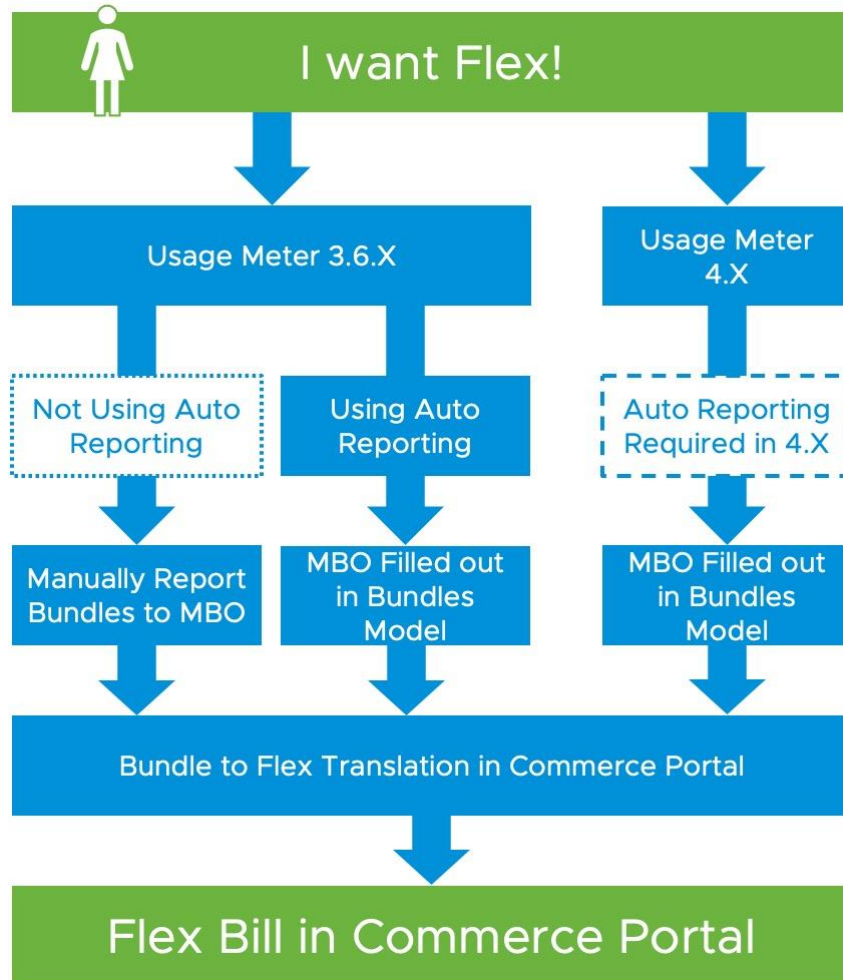 I want Flex!
Usage Meter 3.6.X
Usage Meter
4.X
Not Using Auto
Reporting
Using Auto
Reporting
Auto Reporting
Required in 4.X
Manually Report
Bundles to MBO
MBO Filled out
in Bundles
Model
MBO Filled out
in Bundles
Model
Bundle to Flex Translation in Commerce Portal
Flex Bill in Commerce Portal